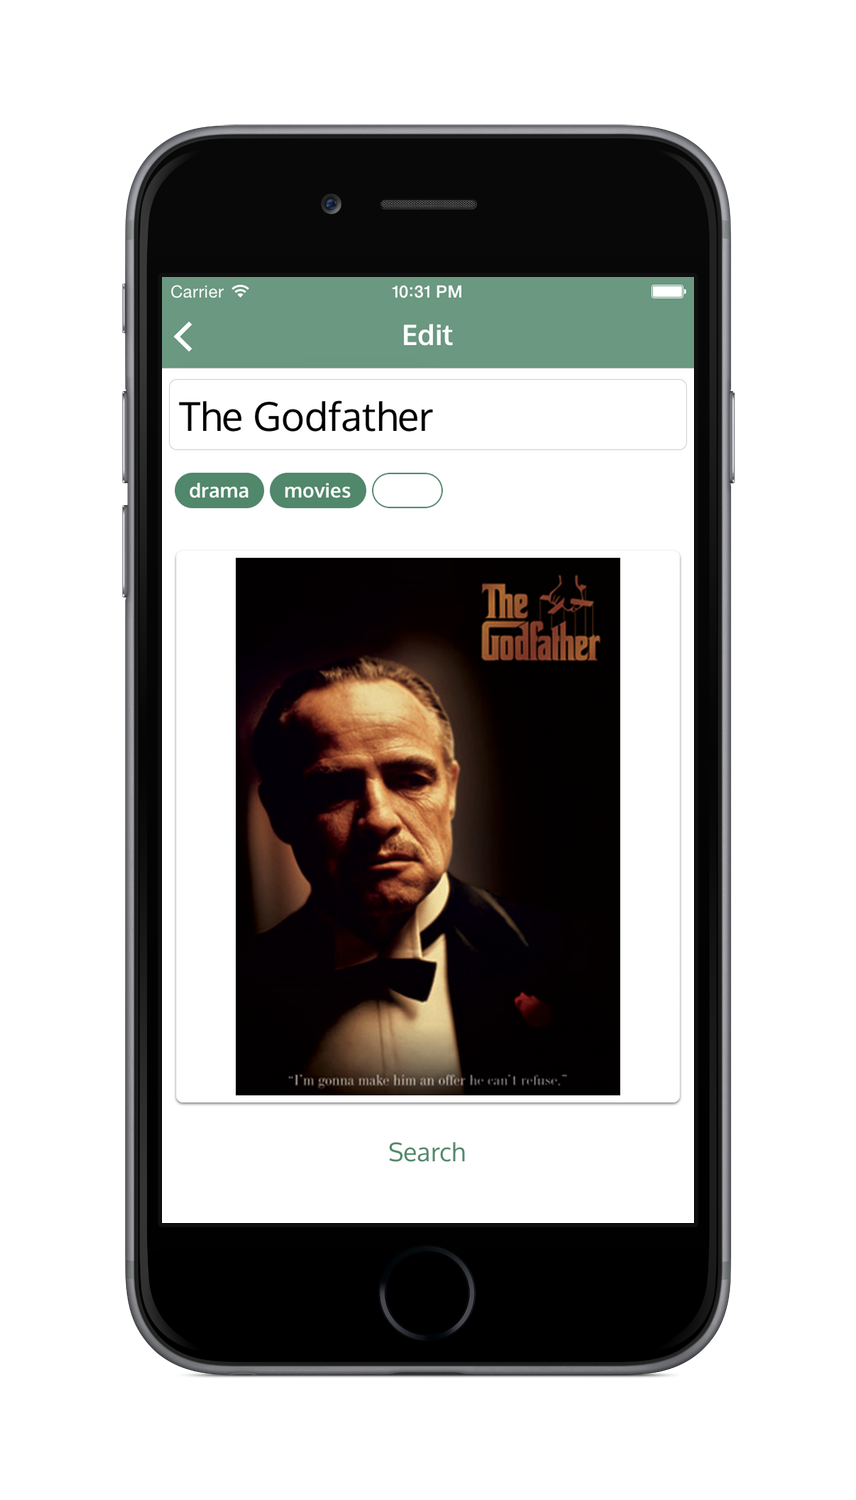 Carrier 10:31 PM
Edit
The Godfather
drama movies
The
Godfather
"I'm gonna make him an offer he can't refuse."
Search